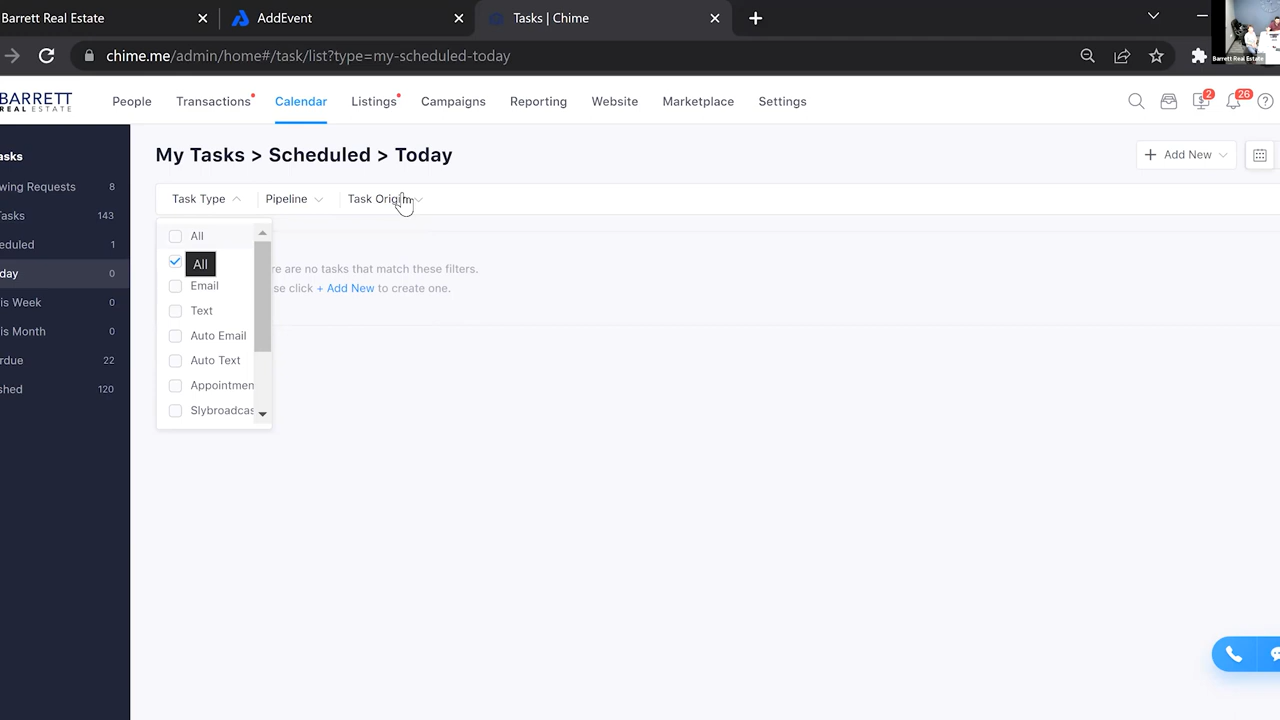 Barrett Real Estate
AddEvent
Tasks | Chime
chime.me/admin/home#/task/list?type=my-scheduled-today
Barrett Real Estate
BARRETT
REAL ESTATE
People
Transactions
Calendar
Listings
Campaigns
Reporting
Website
Marketplace
Settings
2
26
asks
wing Requests 8
Tasks 143
eduled 1
day 0
is Week 0
is Month 0
rdue 22
shed 120
My Tasks > Scheduled > Today
Add New
Task Type
Pipeline
Task Origin
All
All
Email
Text
Auto Email
Auto Text
Appointmen
Slybroadcas
re are no tasks that match these filters.
se click + Add New to create one.